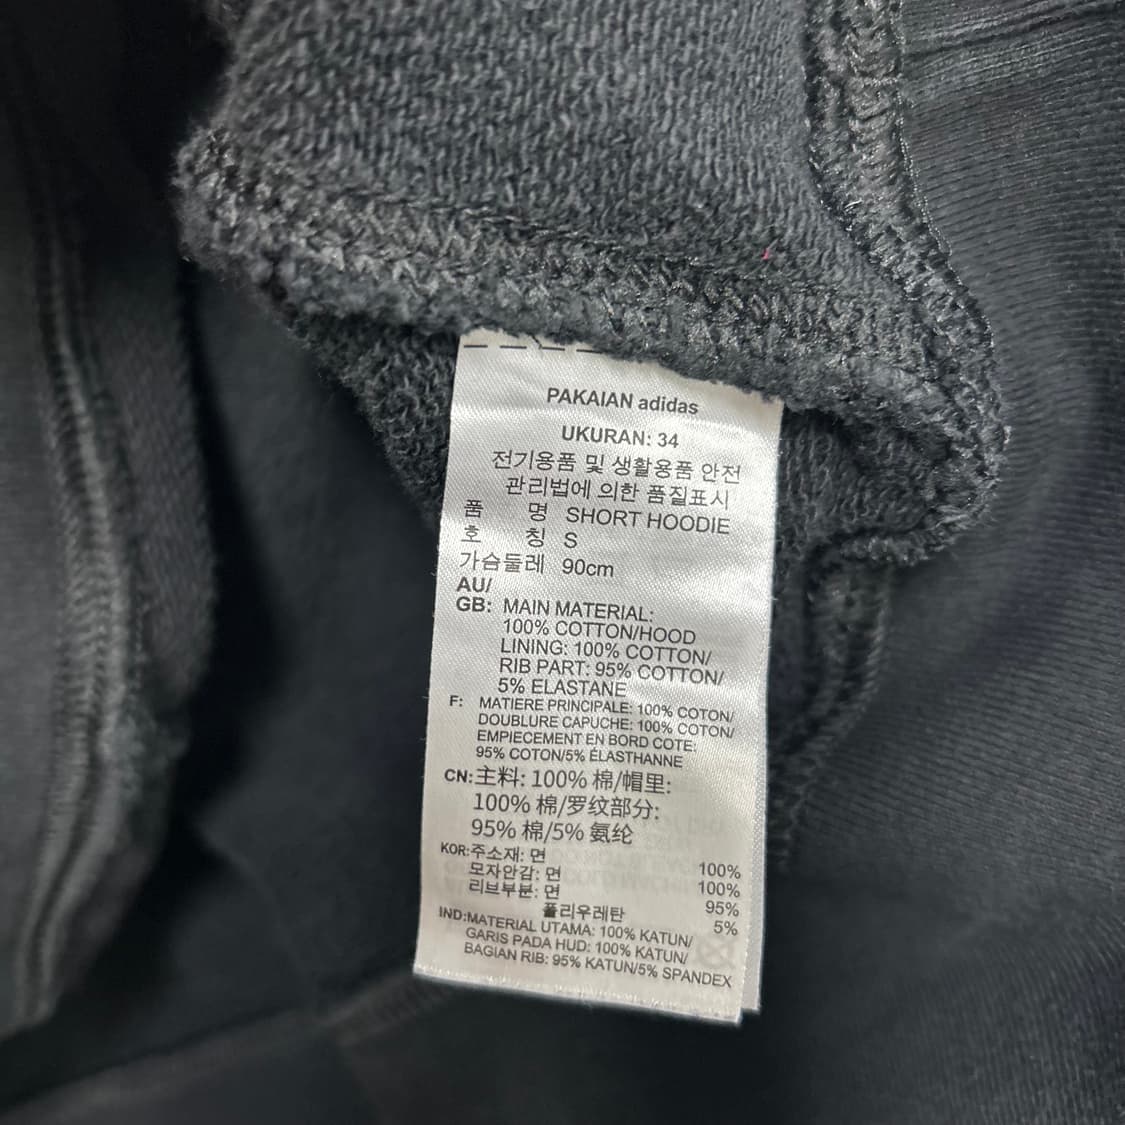 PAKAIAN adidas
UKURAN: 34
전기용품 및 생활용품 안전
관리법에 의한 품질표시
품 명 SHORT HOODIE
호 칭 S
가슴둘레 90cm
AU/
GB: MAIN MATERIAL:
100% COTTON/HOOD
LINING: 100% COTTON/
RIB PART: 95% COTTON/
5% ELASTANE
F: MATIERE PRINCIPALE: 100% COTON/
DOUBLURE CAPUCHE: 100% COTON/
EMPIECEMENT EN BORD COTE:
95% COTON/5% ÉLASTHANNE
CN: 主料: 100% 棉/帽里:
100% 棉/罗纹部分:
95% 棉/5% 氨纶
KOR: 주소재: 면 100%
모자안감: 면 100%
리브부분: 면 95%
폴리우레탄 5%
IND: MATERIAL UTAMA: 100% KATUN/
GARIS PADA HUD: 100% KATUN/
BAGIAN RIB: 95% KATUN/5% SPANDEX